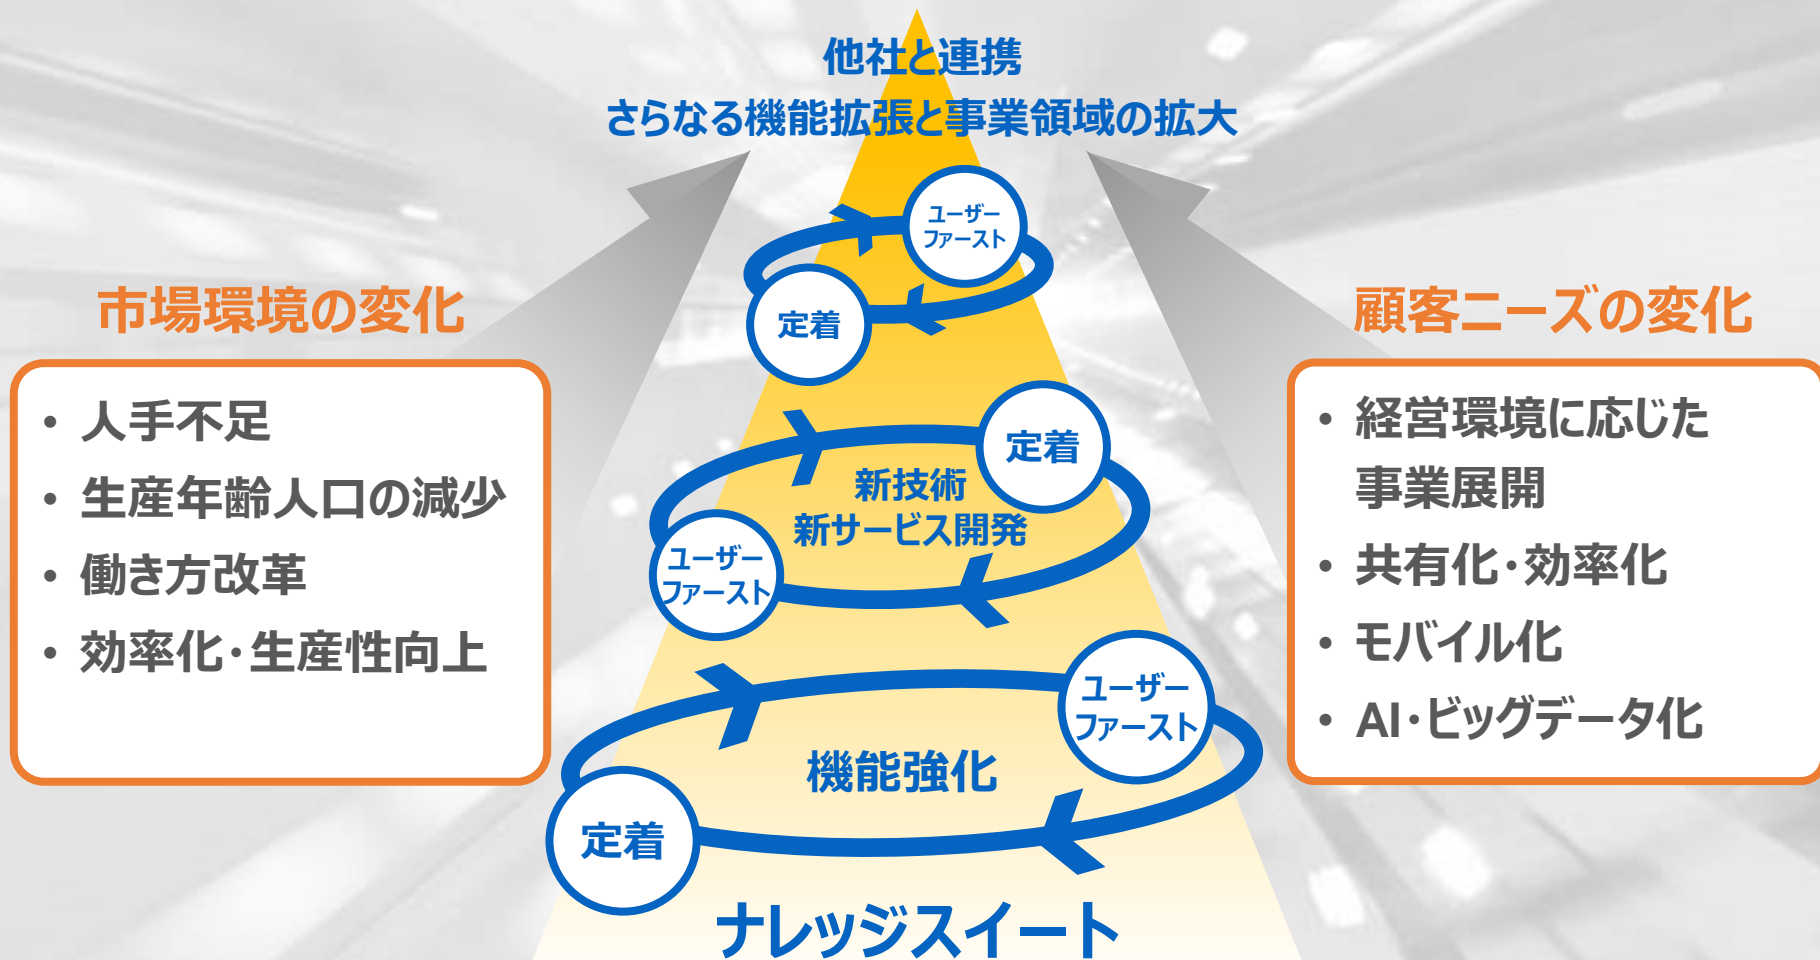 他社と連携
さらなる機能拡張と事業領域の拡大
市場環境の変化
• 人手不足
• 生産年齢人口の減少
• 働き方改革
• 効率化・生産性向上
ユーザー
ファースト
定着
定着
新技術
新サービス開発
ユーザー
ファースト
ユーザー
ファースト
機能強化
定着
ナレッジスイート
顧客ニーズの変化
• 経営環境に応じた
事業展開
• 共有化・効率化
• モバイル化
• AI・ビッグデータ化